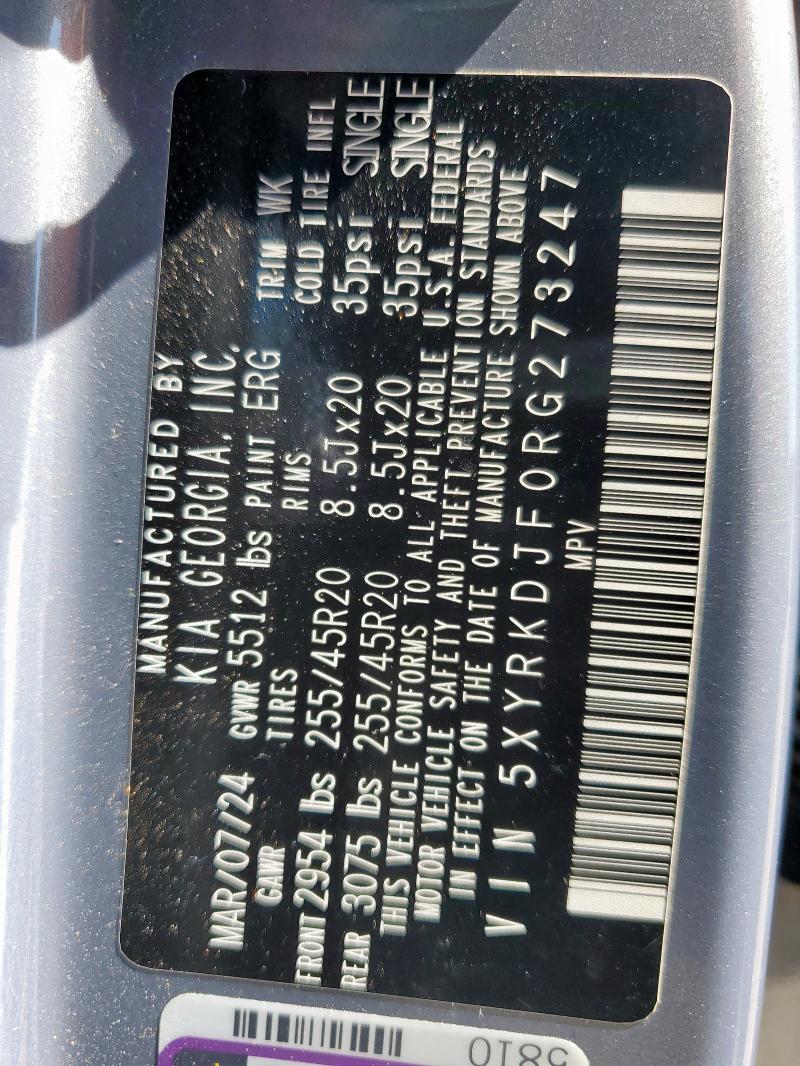 MANUFACTURED BY
KIA GEORGIA, INC.
MAR/07/24 GVWR 5512 lbs PAINT ERG TRIM WK
GAWR TIRES RIMS COLD TIRE INFL
FRONT 2954 lbs 255/45R20 8.5Jx20 35psi SINGLE
REAR 3075 lbs 255/45R20 8.5Jx20 35psi SINGLE
THIS VEHICLE CONFORMS TO ALL APPLICABLE U.S.A. FEDERAL
MOTOR VEHICLE SAFETY AND THEFT PREVENTION STANDARDS
IN EFFECT ON THE DATE OF MANUFACTURE SHOWN ABOVE
VIN 5XYRKDJF0RG273247
MPV
5810